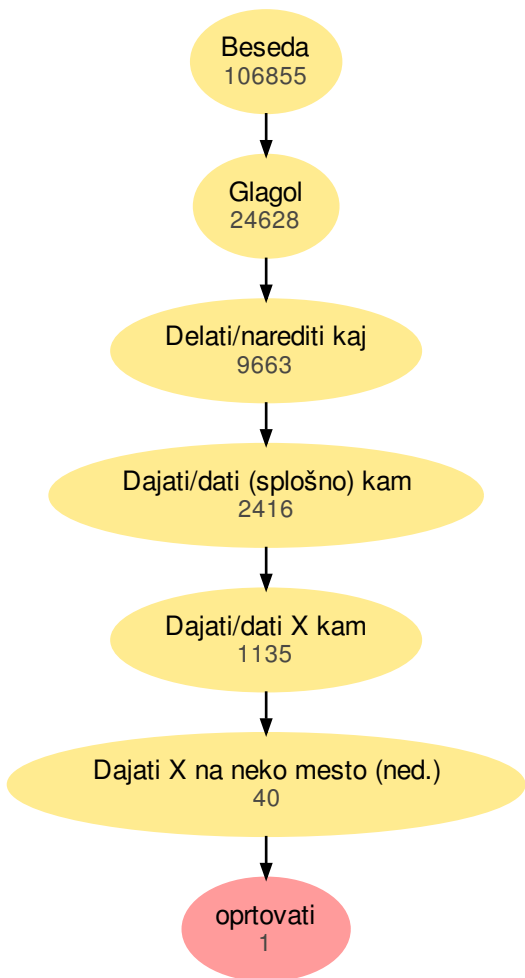 Beseda
106855
Glagol
24628
Delati/narediti kaj
9663
Dajati/dati (splošno) kam
2416
Dajati/dati X kam
1135
Dajati X na neko mesto (ned.)
40
oprtovati
1